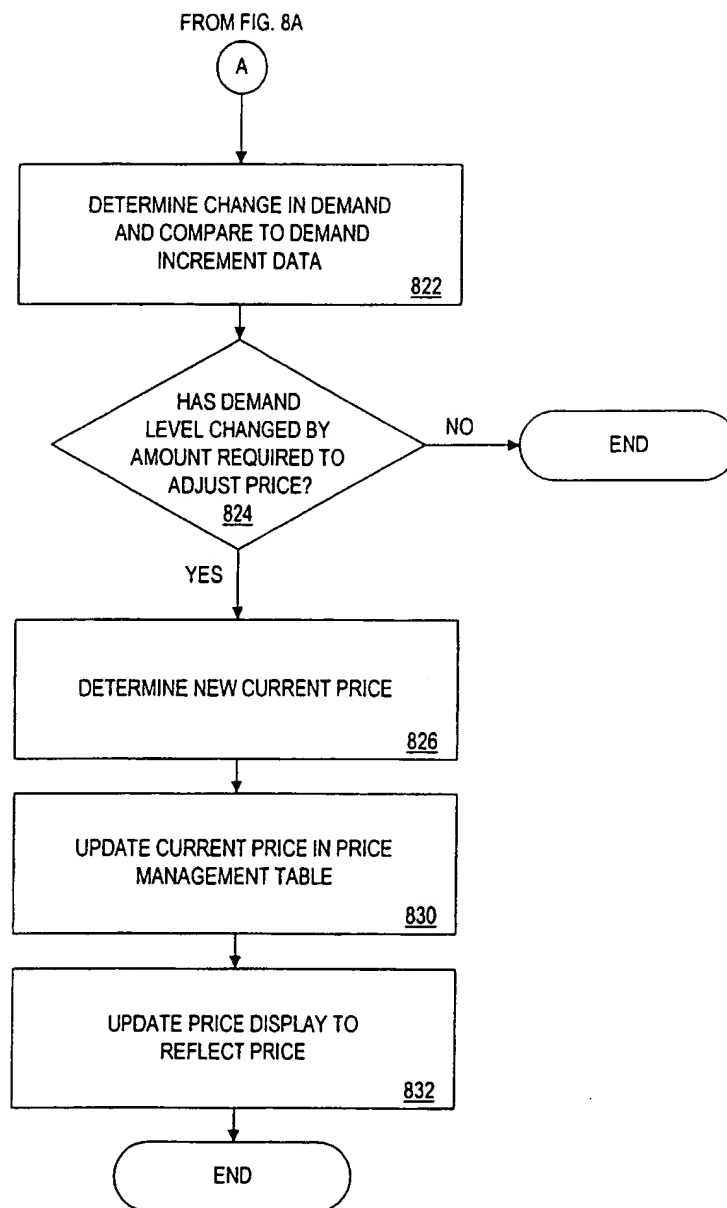 FROM FIG. 8A
A
DETERMINE CHANGE IN DEMAND
AND COMPARE TO DEMAND
INCREMENT DATA
822
HAS DEMAND
LEVEL CHANGED BY
AMOUNT REQUIRED TO
ADJUST PRICE?
824
NO
END
YES
DETERMINE NEW CURRENT PRICE
826
UPDATE CURRENT PRICE IN PRICE
MANAGEMENT TABLE
830
UPDATE PRICE DISPLAY TO
REFLECT PRICE
832
END